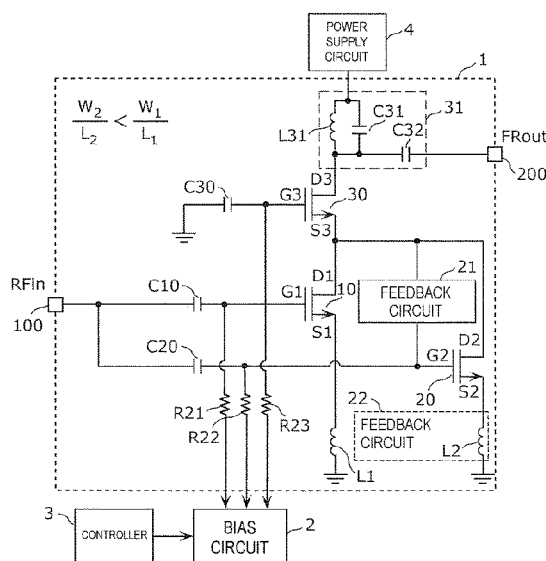 POWER
SUPPLY
CIRCUIT
4
1
W2/L2 < W1/L1
C31
31
L31
C32
FRout
200
D3
C30
G3
30
S3
RFin
100
C10
D1
G1
10
S1
21
FEEDBACK
CIRCUIT
C20
D2
G2
20
S2
22
FEEDBACK
CIRCUIT
L2
R21
R22
R23
L1
3
CONTROLLER
BIAS
CIRCUIT
2